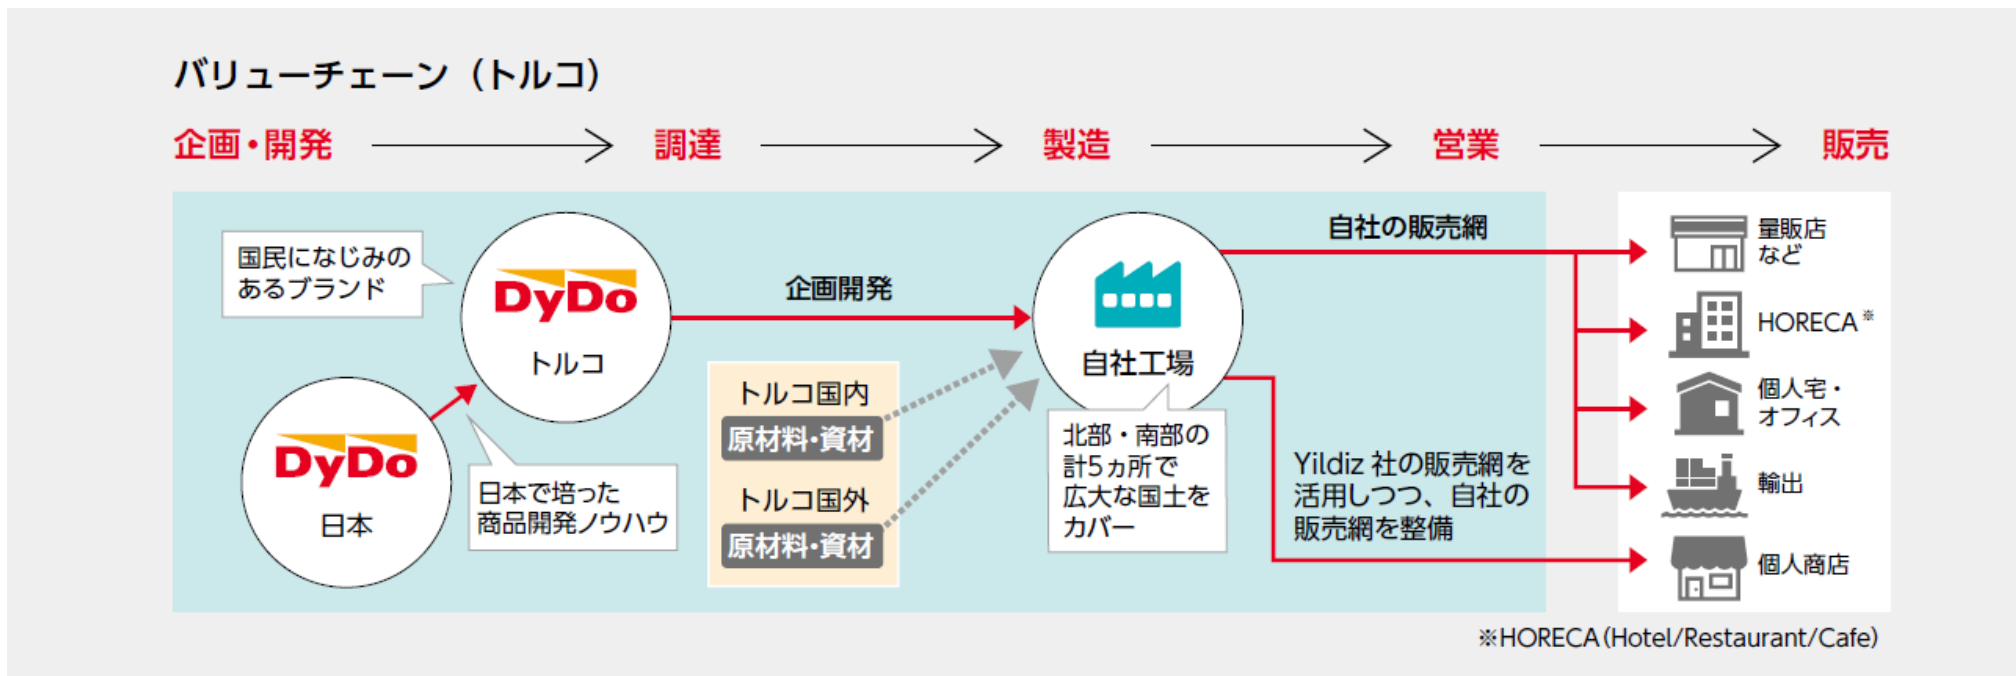 バリューチェーン（トルコ）
企画・開発
調達
製造
営業
販売
国民になじみの
あるブランド
DyDo
トルコ
DyDo
日本
日本で培った
商品開発ノウハウ
企画開発
トルコ国内
原材料・資材
トルコ国外
原材料・資材
自社工場
北部・南部の
計5ヵ所で
広大な国土を
カバー
自社の販売網
Yildiz 社の販売網を
活用しつつ、自社の
販売網を整備
量販店
など
HORECA※
個人宅・
オフィス
輸出
個人商店
※HORECA（Hotel/Restaurant/Cafe）